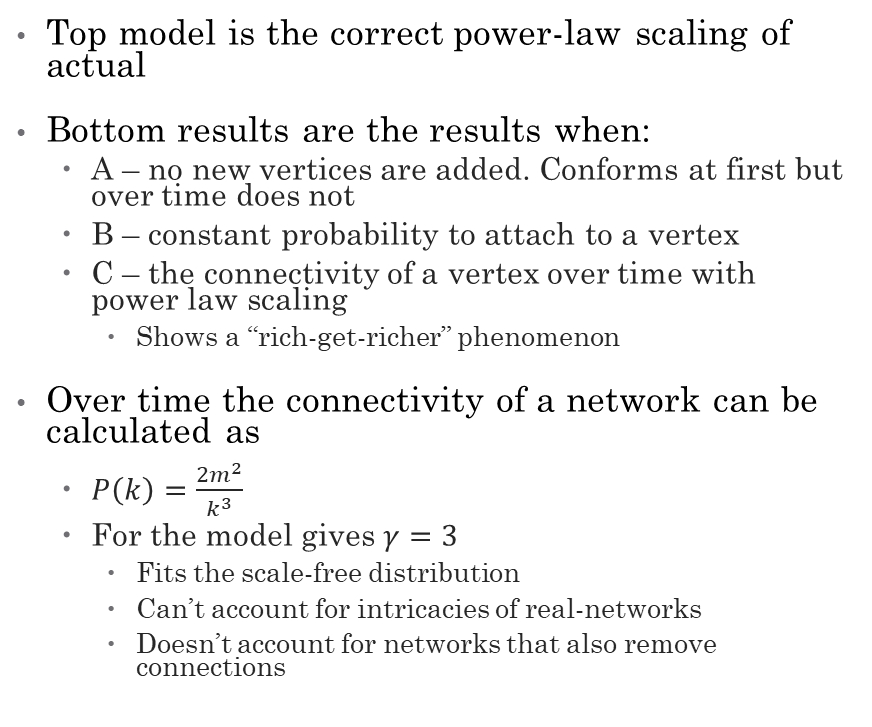 • Top model is the correct power-law scaling of
actual
• Bottom results are the results when:
• A – no new vertices are added. Conforms at first but
over time does not
• B – constant probability to attach to a vertex
• C – the connectivity of a vertex over time with
power law scaling
• Shows a “rich-get-richer” phenomenon
• Over time the connectivity of a network can be
calculated as
• P(k) = 2m²/k³
• For the model gives γ = 3
• Fits the scale-free distribution
• Can’t account for intricacies of real-networks
• Doesn’t account for networks that also remove
connections